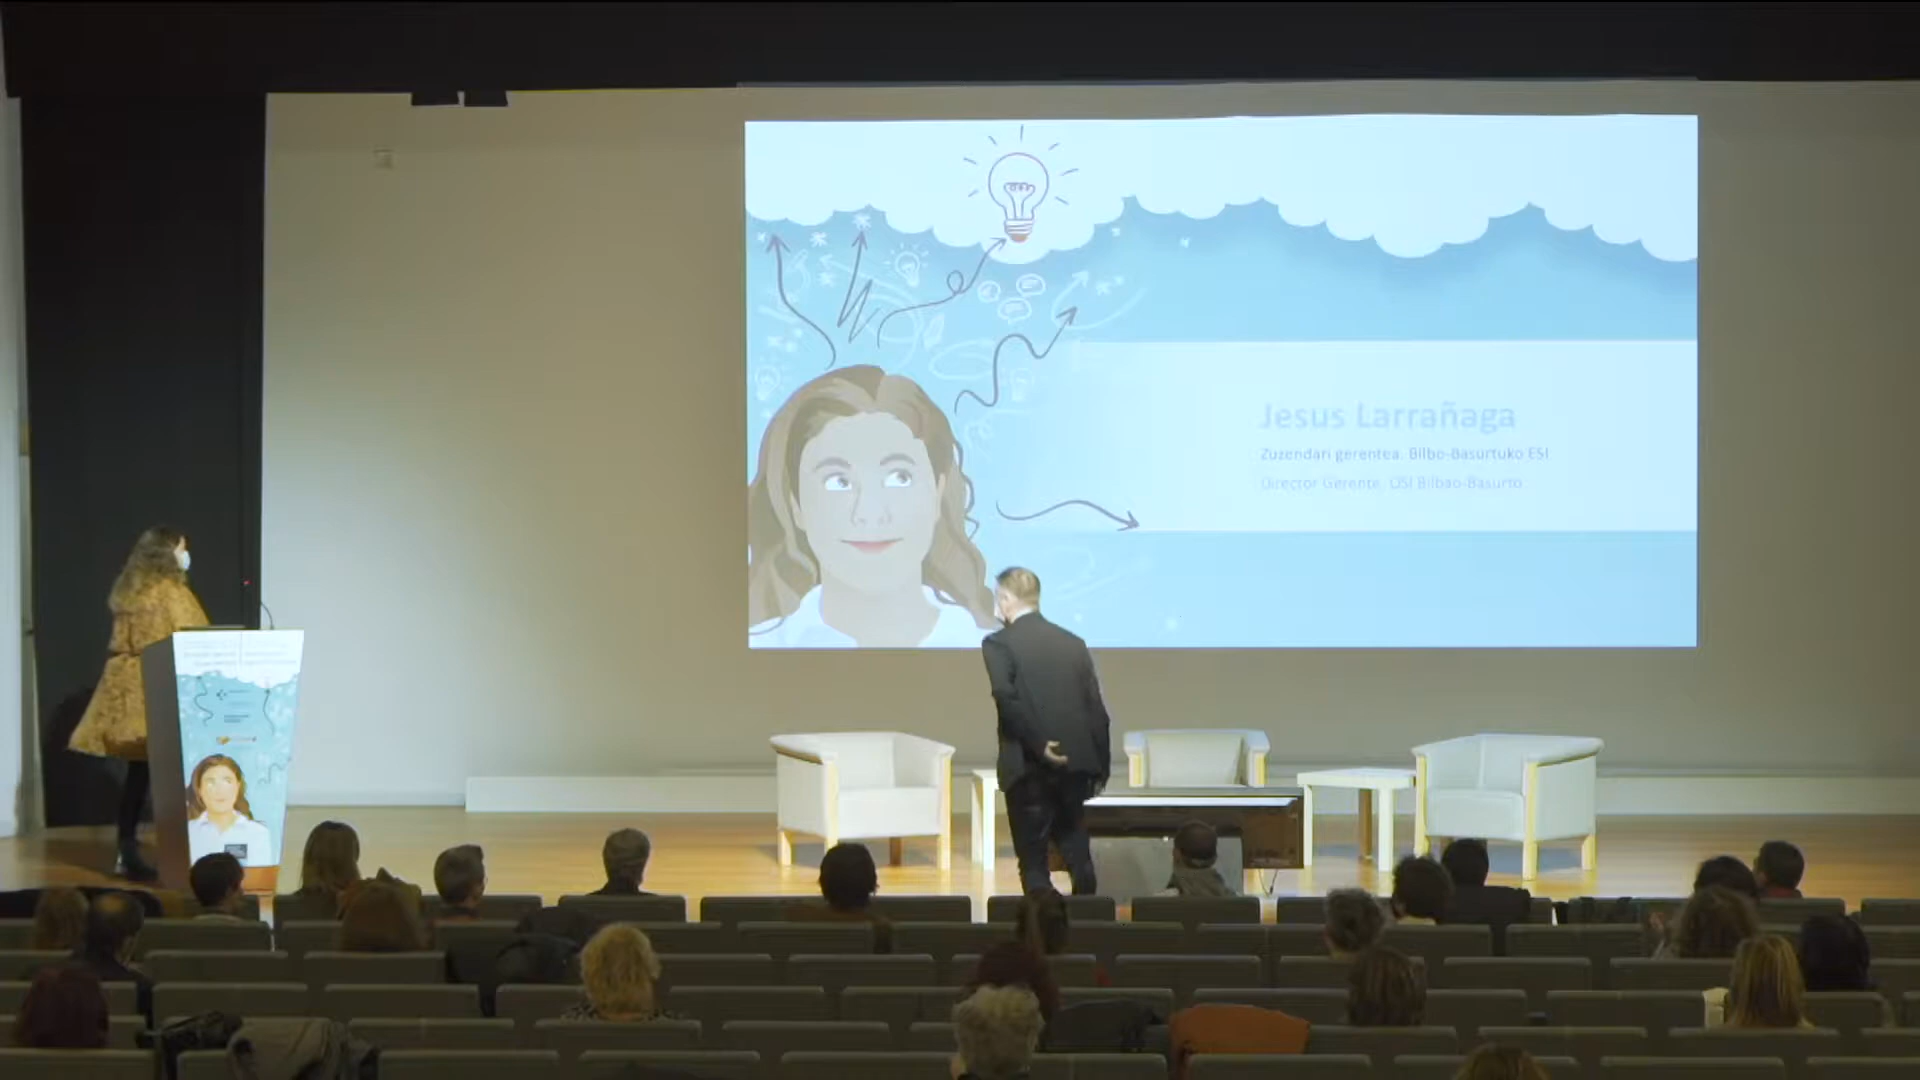 Jesus Larrañaga
Zuzendari gerentea. Bilbo-Basurtuko ESI
Director Gerente. OSI Bilbao-Basurto